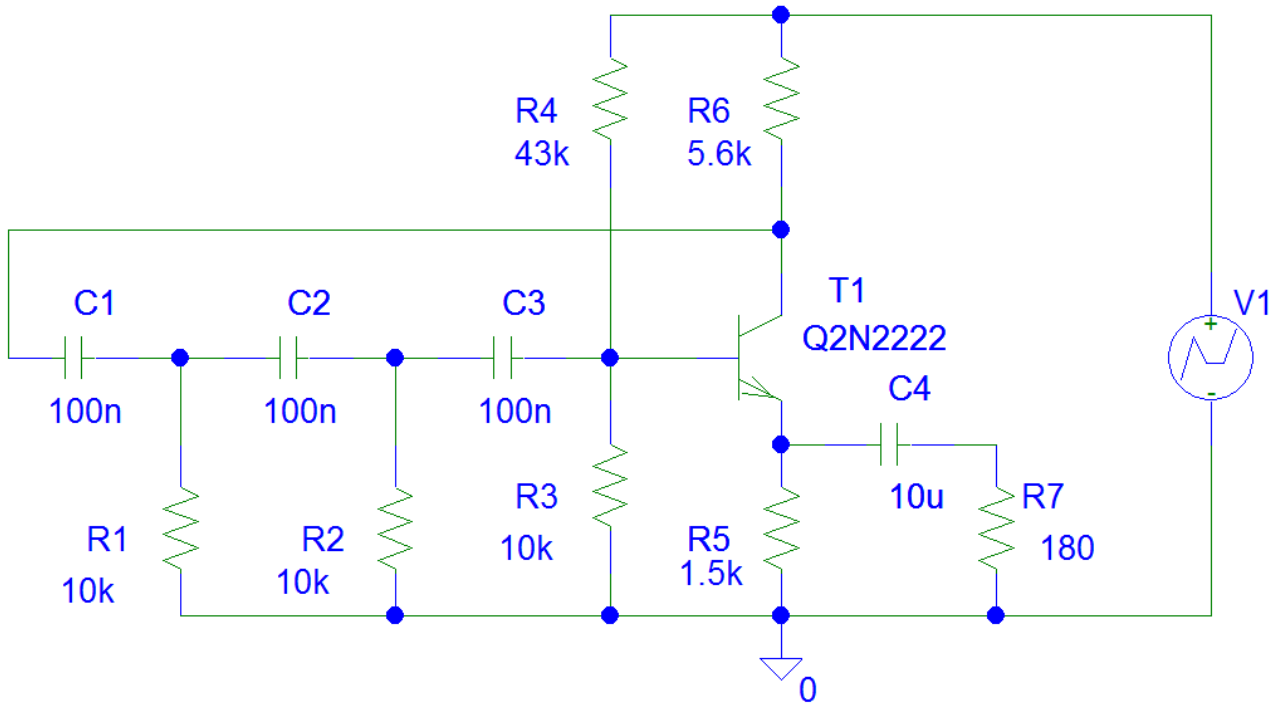 R4
43k
R6
5.6k
C1
100n
C2
100n
C3
100n
T1
Q2N2222
C4
10u
V1
+
-
R1
10k
R2
10k
R3
10k
R5
1.5k
R7
180
0